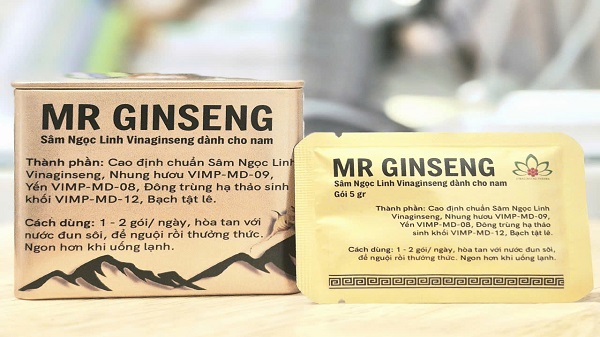 MR GINSENG
Sâm Ngọc Linh Vinaginseng dành cho nam
Thành phần: Cao định chuẩn Sâm Ngọc Linh
Vinaginseng, Nhung hươu VIMP-MD-09,
Yến VIMP-MD-08, Đông trùng hạ thảo sinh
khối VIMP-MD-12, Bạch tật lê.
Cách dùng: 1 - 2 gói/ ngày, hòa tan với
nước đun sôi, để nguội rồi thưởng thức.
Ngon hơn khi uống lạnh.
MR GINSENG
Sâm Ngọc Linh Vinaginseng dành cho nam
Gói 5 gr
Thành phần: Cao định chuẩn Sâm Ngọc Linh
Vinaginseng, Nhung hươu VIMP-MD-09,
Yến VIMP-MD-08, Đông trùng hạ thảo
sinh khối VIMP-MD-12, Bạch tật lê.
Cách dùng: 1 - 2 gói/ ngày, hòa tan với nước đun sôi,
để nguội rồi thưởng thức. Ngon hơn khi uống lạnh.